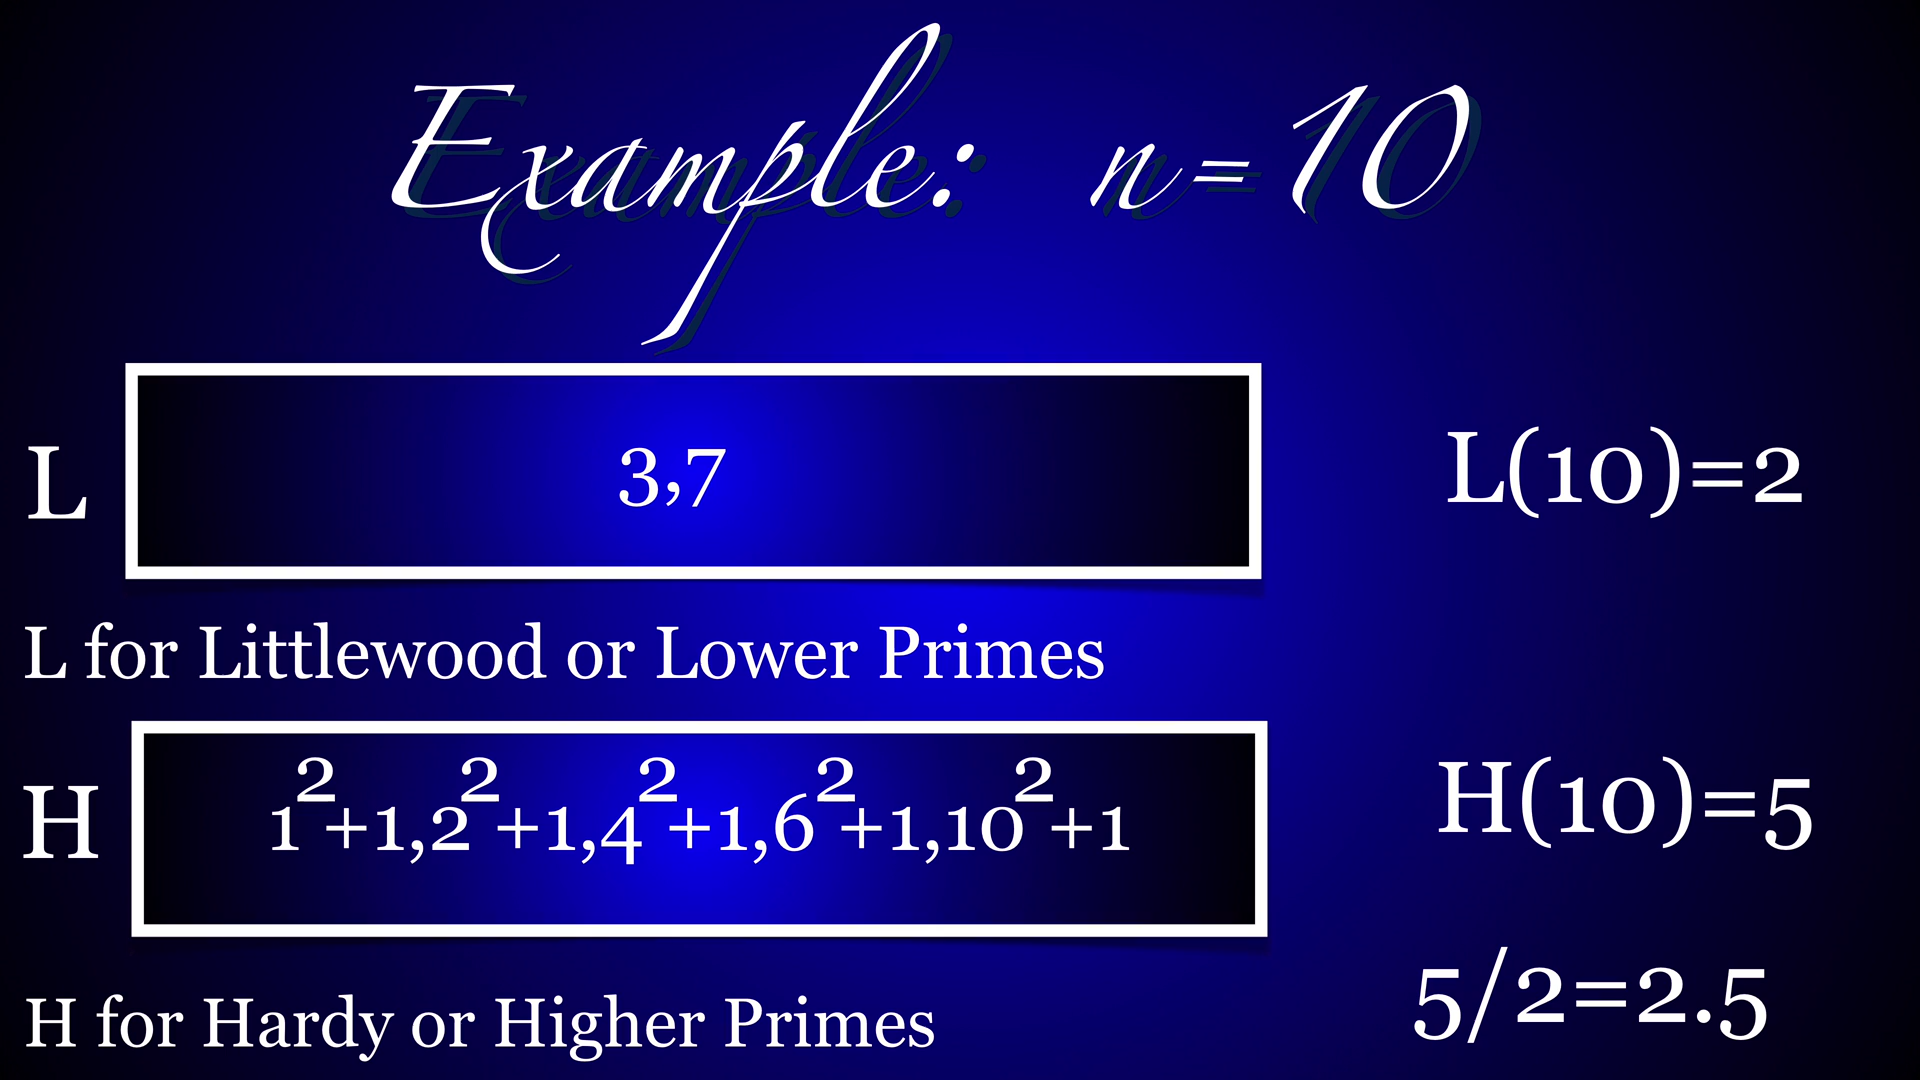 Example: n=10
L
3,7
L(10)=2
L for Littlewood or Lower Primes
H
1²+1,2²+1,4²+1,6²+1,10²+1
H(10)=5
H for Hardy or Higher Primes
5/2=2.5